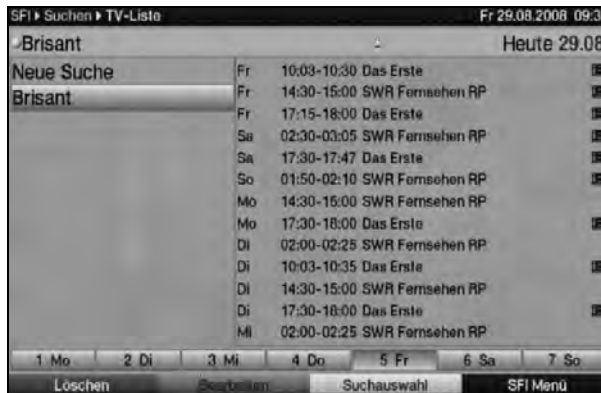 SFI▸Suchen▸TV-Liste Fr 29.08.2008 09:3
Brisant Heute 29.08
Neue Suche
Brisant
Fr 10:03-10:30 Das Erste
Fr 14:30-15:00 SWR Fernsehen RP
Fr 17:15-18:00 Das Erste
Sa 02:30-03:05 SWR Fernsehen RP
Sa 17:30-17:47 Das Erste
So 01:50-02:10 SWR Fernsehen RP
Mo 14:30-15:00 SWR Fernsehen RP
Mo 17:30-18:00 Das Erste
Di 02:00-02:25 SWR Fernsehen RP
Di 10:03-10:35 Das Erste
Di 14:30-15:00 SWR Fernsehen RP
Di 17:30-18:00 Das Erste
Mi 02:00-02:25 SWR Fernsehen RP
1 Mo 2 Di 3 Mi 4 Do 5 Fr 6 Sa 7 So
Löschen Bearbeiten Suchauswahl SFI Menü